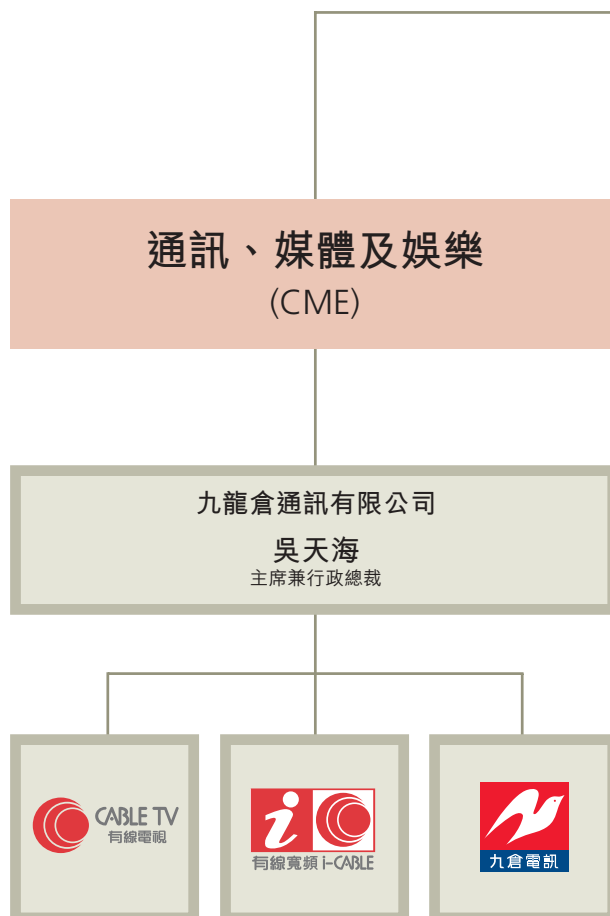 通訊、媒體及娛樂
(CME)
九龍倉通訊有限公司
吳天海
主席兼行政總裁
CABLE TV
有線電視
i
有線寬頻 i-CABLE
九倉電訊